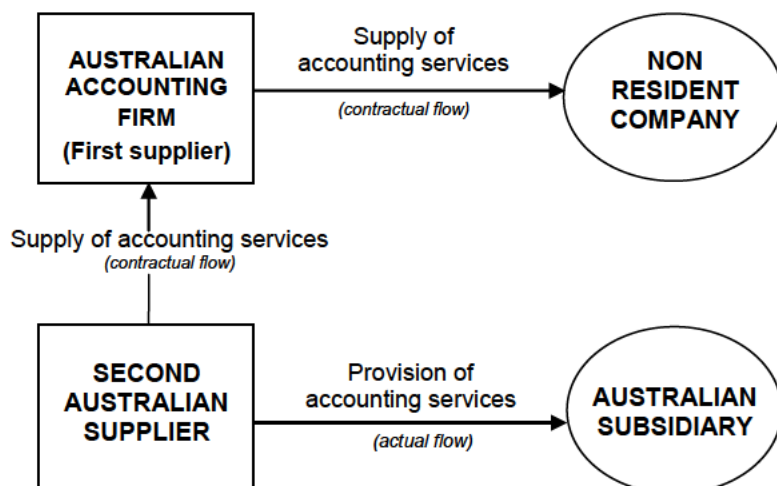 AUSTRALIAN
ACCOUNTING
FIRM
(First supplier)
Supply of
accounting services
(contractual flow)
NON
RESIDENT
COMPANY
Supply of accounting services
(contractual flow)
SECOND
AUSTRALIAN
SUPPLIER
Provision of
accounting services
(actual flow)
AUSTRALIAN
SUBSIDIARY